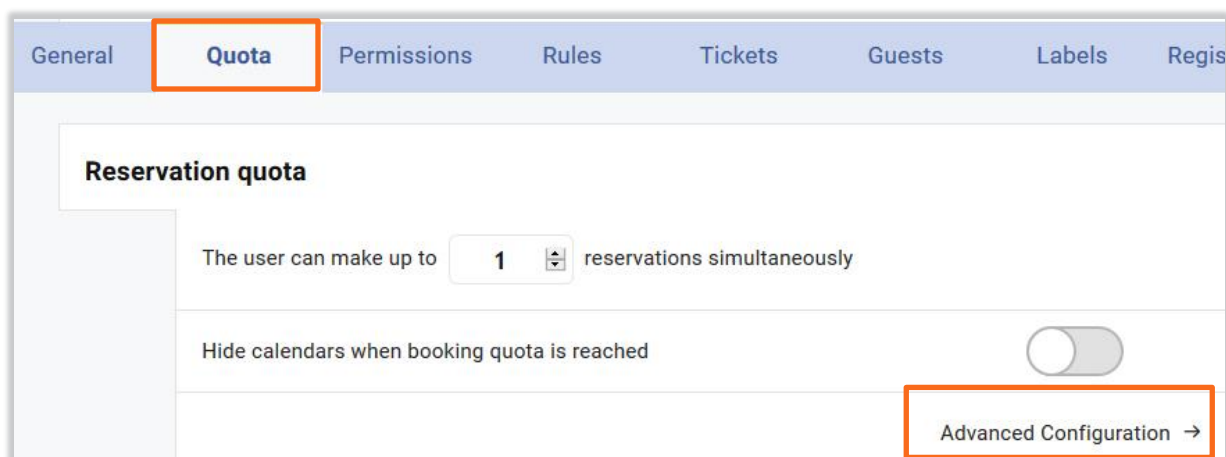 General Quota Permissions Rules Tickets Guests Labels Regis
Reservation quota
The user can make up to 1 reservations simultaneously
Hide calendars when booking quota is reached
Advanced Configuration →